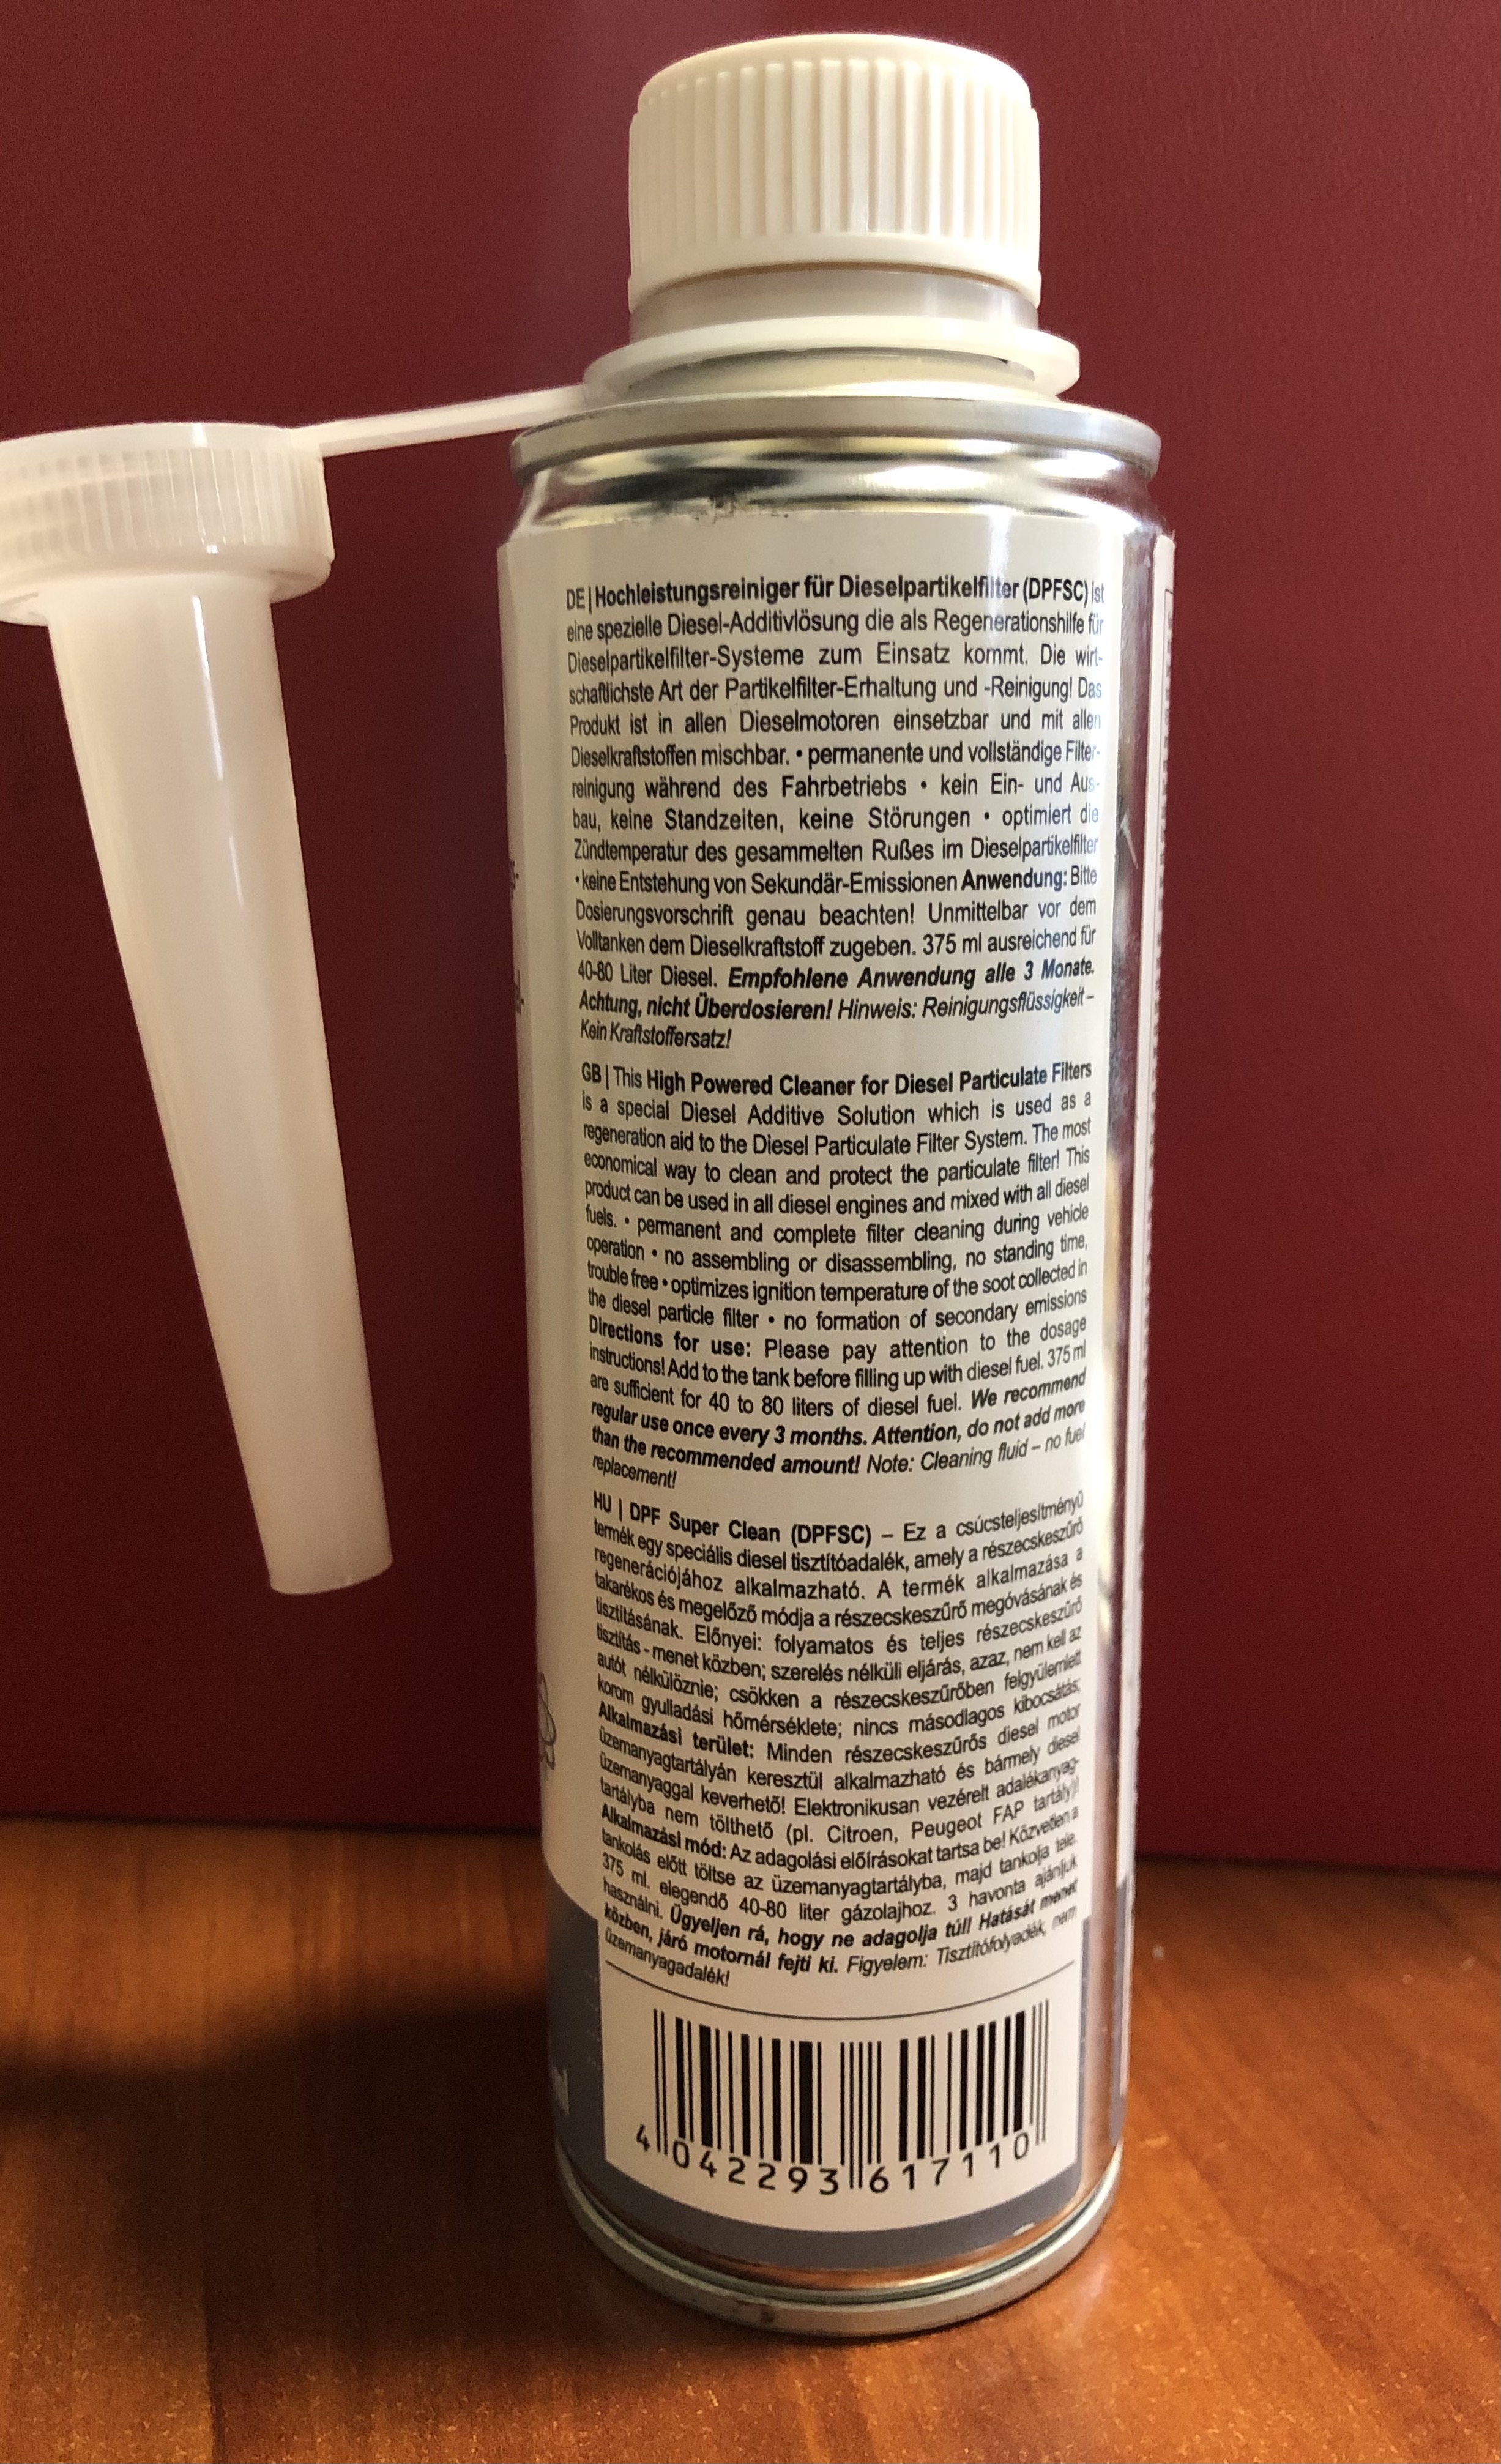 DE | Hochleistungsreiniger für Dieselpartikelfilter (DPFSC) ist
eine spezielle Diesel-Additivlösung die als Regenerationshilfe für
Dieselpartikelfilter-Systeme zum Einsatz kommt. Die wirt-
schaftlichste Art der Partikelfilter-Erhaltung und -Reinigung! Das
Produkt ist in allen Dieselmotoren einsetzbar und mit allen
Dieselkraftstoffen mischbar. • permanente und vollständige Filter-
reinigung während des Fahrbetriebs • kein Ein- und Aus-
bau, keine Standzeiten, keine Störungen • optimiert die
Zündtemperatur des gesammelten Rußes im Dieselpartikelfilter
• keine Entstehung von Sekundär-Emissionen Anwendung: Bitte
Dosierungsvorschrift genau beachten! Unmittelbar vor dem
Volltanken dem Dieselkraftstoff zugeben. 375 ml ausreichend für
40-80 Liter Diesel. Empfohlene Anwendung alle 3 Monate.
Achtung, nicht Überdosieren! Hinweis: Reinigungsflüssigkeit –
Kein Kraftstoffersatz!
GB | This High Powered Cleaner for Diesel Particulate Filters
is a special Diesel Additive Solution which is used as a
regeneration aid to the Diesel Particulate Filter System. The most
economical way to clean and protect the particulate filter! This
product can be used in all diesel engines and mixed with all diesel
fuels. • permanent and complete filter cleaning during vehicle
operation • no assembling or disassembling, no standing time,
trouble free • optimizes ignition temperature of the soot collected in
the diesel particle filter • no formation of secondary emissions
Directions for use: Please pay attention to the dosage
instructions! Add to the tank before filling up with diesel fuel. 375 ml
are sufficient for 40 to 80 liters of diesel fuel. We recommend
regular use once every 3 months. Attention, do not add more
than the recommended amount! Note: Cleaning fluid – no fuel
replacement!
HU | DPF Super Clean (DPFSC) – Ez a csúcsteljesítményű
termék egy speciális diesel tisztítóadalék, amely a részecskeszűrő
regenerációjához alkalmazható. A termék alkalmazása a
takarékos és megelőző módja a részecskeszűrő megóvásának és
tisztításának. Előnyei: folyamatos és teljes részecskeszűrő
tisztítás - menet közben; szerelés nélküli eljárás, azaz, nem kell az
autót nélkülöznie; csökken a részecskeszűrőben felgyülemlett
korom gyulladási hőmérséklete; nincs másodlagos kibocsátás;
Alkalmazási terület: Minden részecskeszűrős diesel motor
üzemanyagtartályán keresztül alkalmazható és bármely diesel
üzemanyaggal keverhető! Elektronikusan vezérelt adalékanyag-
tartályba nem tölthető (pl. Citroen, Peugeot FAP tartály)!
Alkalmazási mód: Az adagolási előírásokat tartsa be! Közvetlen a
tankolás előtt töltse az üzemanyagtartályba, majd tankolja tele.
375 ml. elegendő 40-80 liter gázolajhoz. 3 havonta ajánljuk
használni. Ügyeljen rá, hogy ne adagolja túl! Hatását menet
közben, járó motornál fejti ki. Figyelem: Tisztítófolyadék, nem
üzemanyagadalék!
4 042293 617110